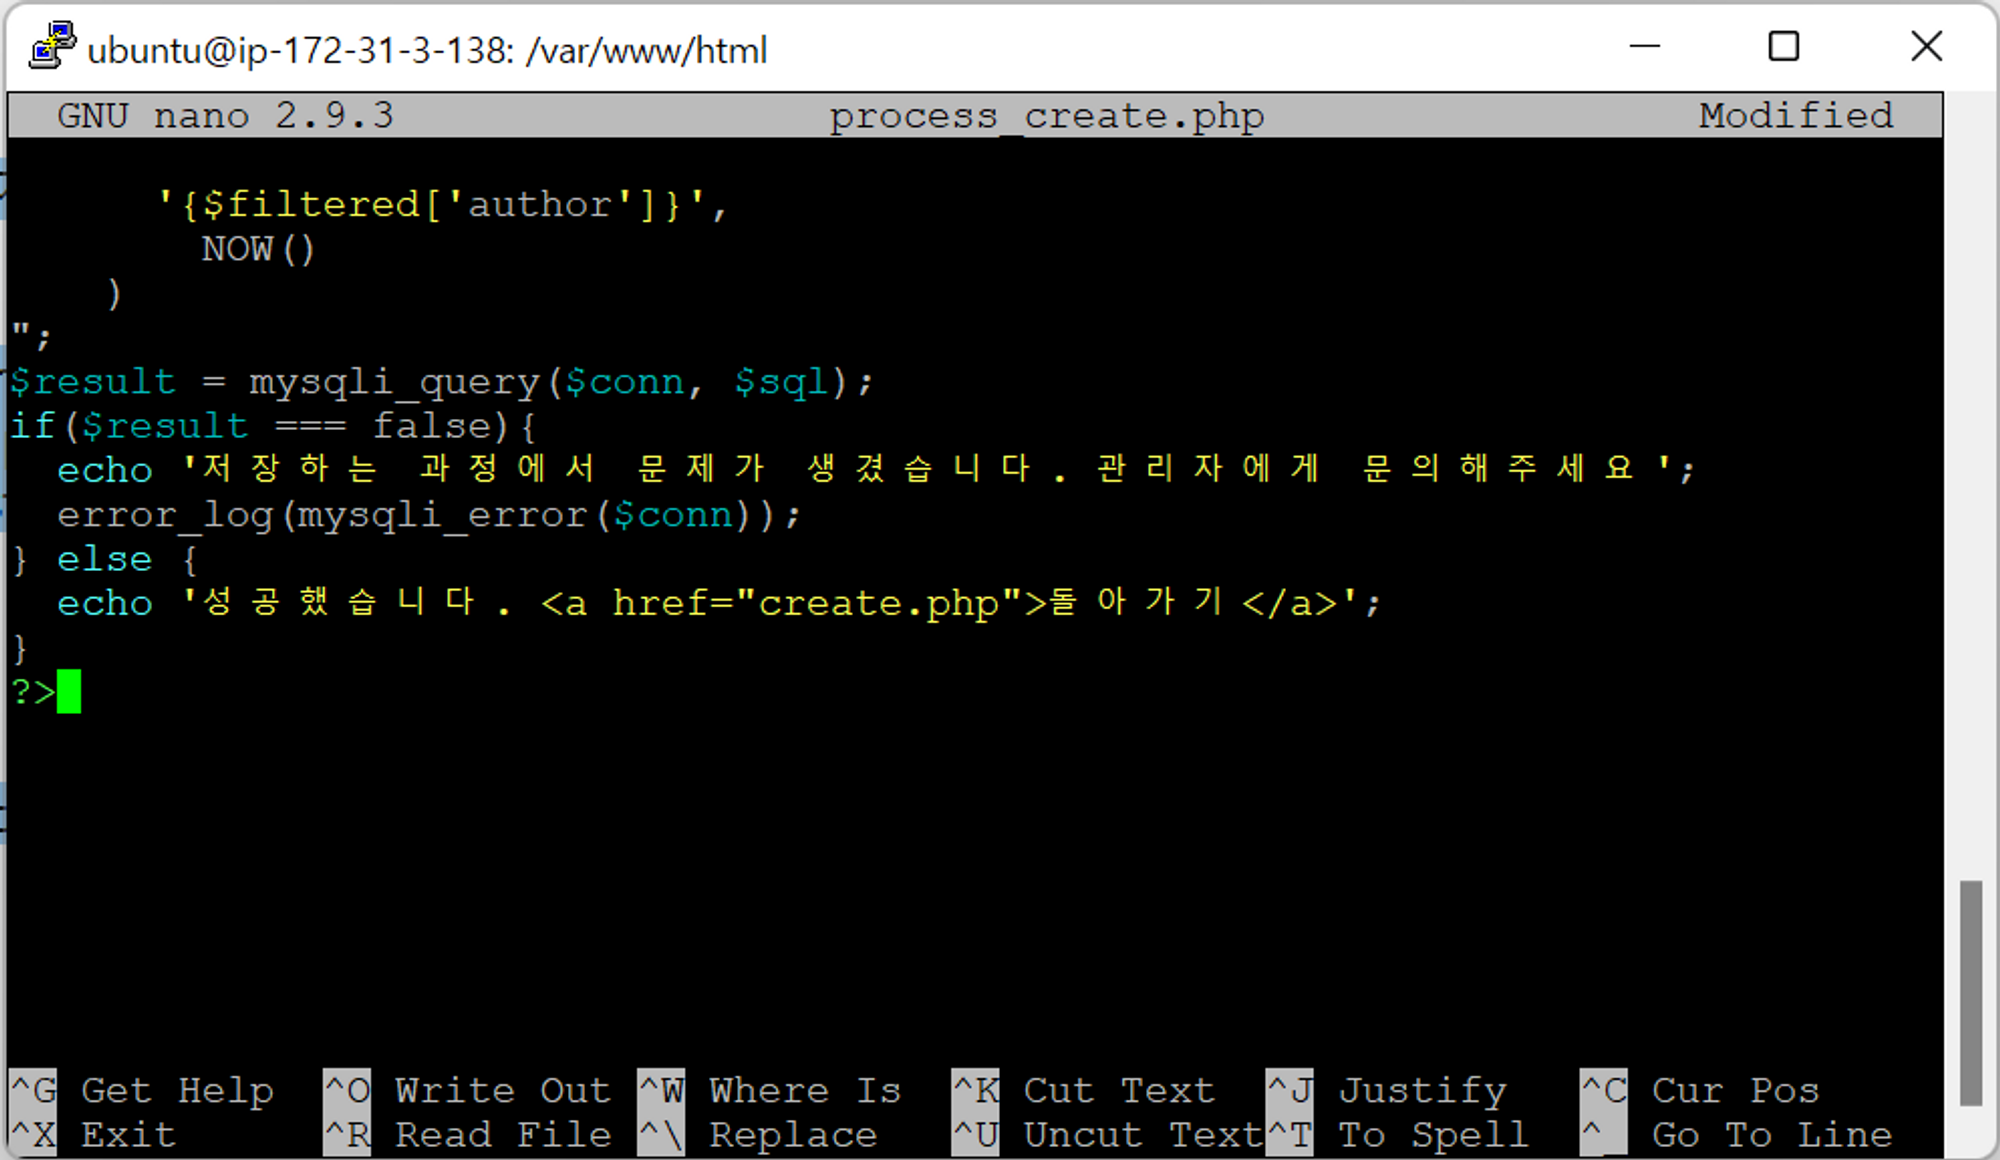 ubuntu@ip-172-31-3-138: /var/www/html
GNU nano 2.9.3 process_create.php Modified
'{$filtered['author']}',
NOW()
)
";
$result = mysqli_query($conn, $sql);
if($result === false){
echo '저장하는 과정에서 문제가 생겼습니다. 관리자에게 문의해주세요';
error_log(mysqli_error($conn));
} else {
echo '성공했습니다. <a href="create.php">돌아가기</a>';
}
?>
^G Get Help ^O Write Out ^W Where Is ^K Cut Text ^J Justify ^C Cur Pos
^X Exit ^R Read File ^\ Replace ^U Uncut Text ^T To Spell ^_ Go To Line